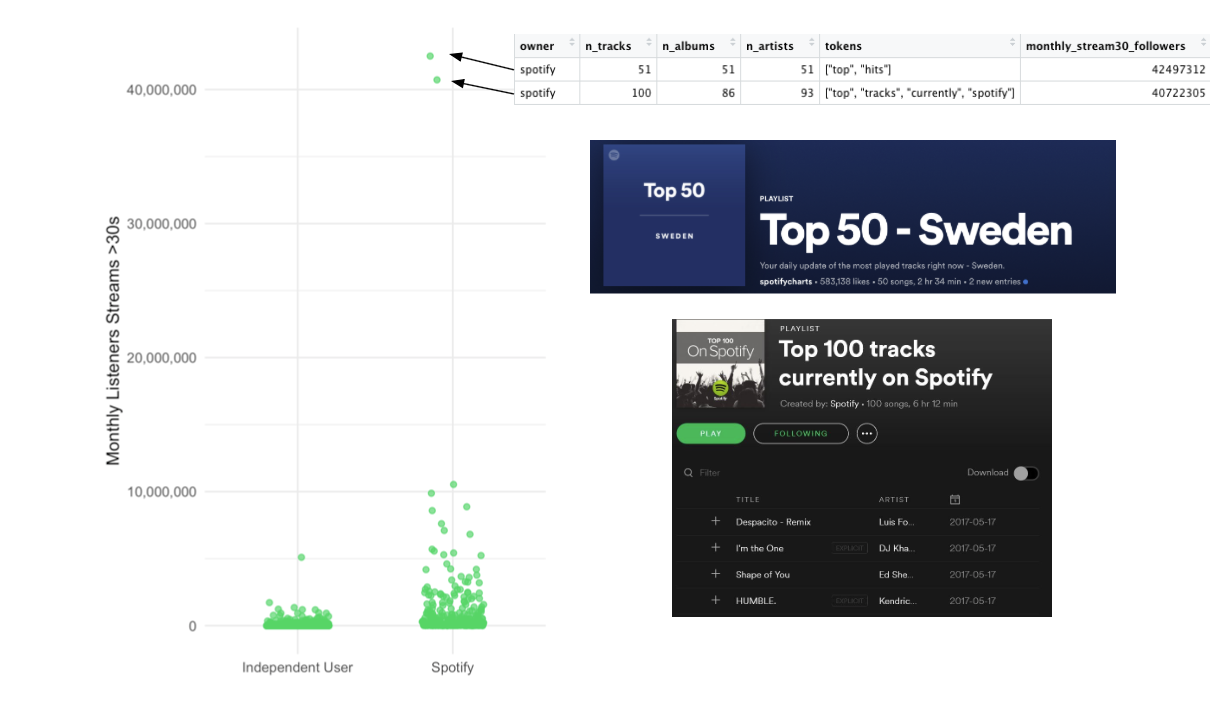 owner n_tracks n_albums n_artists tokens monthly_stream30_followers
spotify 51 51 51 ["top", "hits"] 42497312
spotify 100 86 93 ["top", "tracks", "currently", "spotify"] 40722305
Monthly Listeners Streams >30s
40,000,000
30,000,000
20,000,000
10,000,000
0
Independent User Spotify
Top 50
SWEDEN
PLAYLIST
Top 50 - Sweden
Your daily update of the most played tracks right now - Sweden.
spotifycharts • 583,138 likes • 50 songs, 2 hr 34 min • 2 new entries
TOP 100
On Spotify
Spotify
PLAYLIST
Top 100 tracks
currently on Spotify
Created by: Spotify • 100 songs, 6 hr 12 min
PLAY FOLLOWING
Filter Download
TITLE ARTIST
Despacito - Remix Luis Fo... 2017-05-17
I'm the One EXPLICIT DJ Kha... 2017-05-17
Shape of You Ed She... 2017-05-17
HUMBLE. EXPLICIT Kendric... 2017-05-17